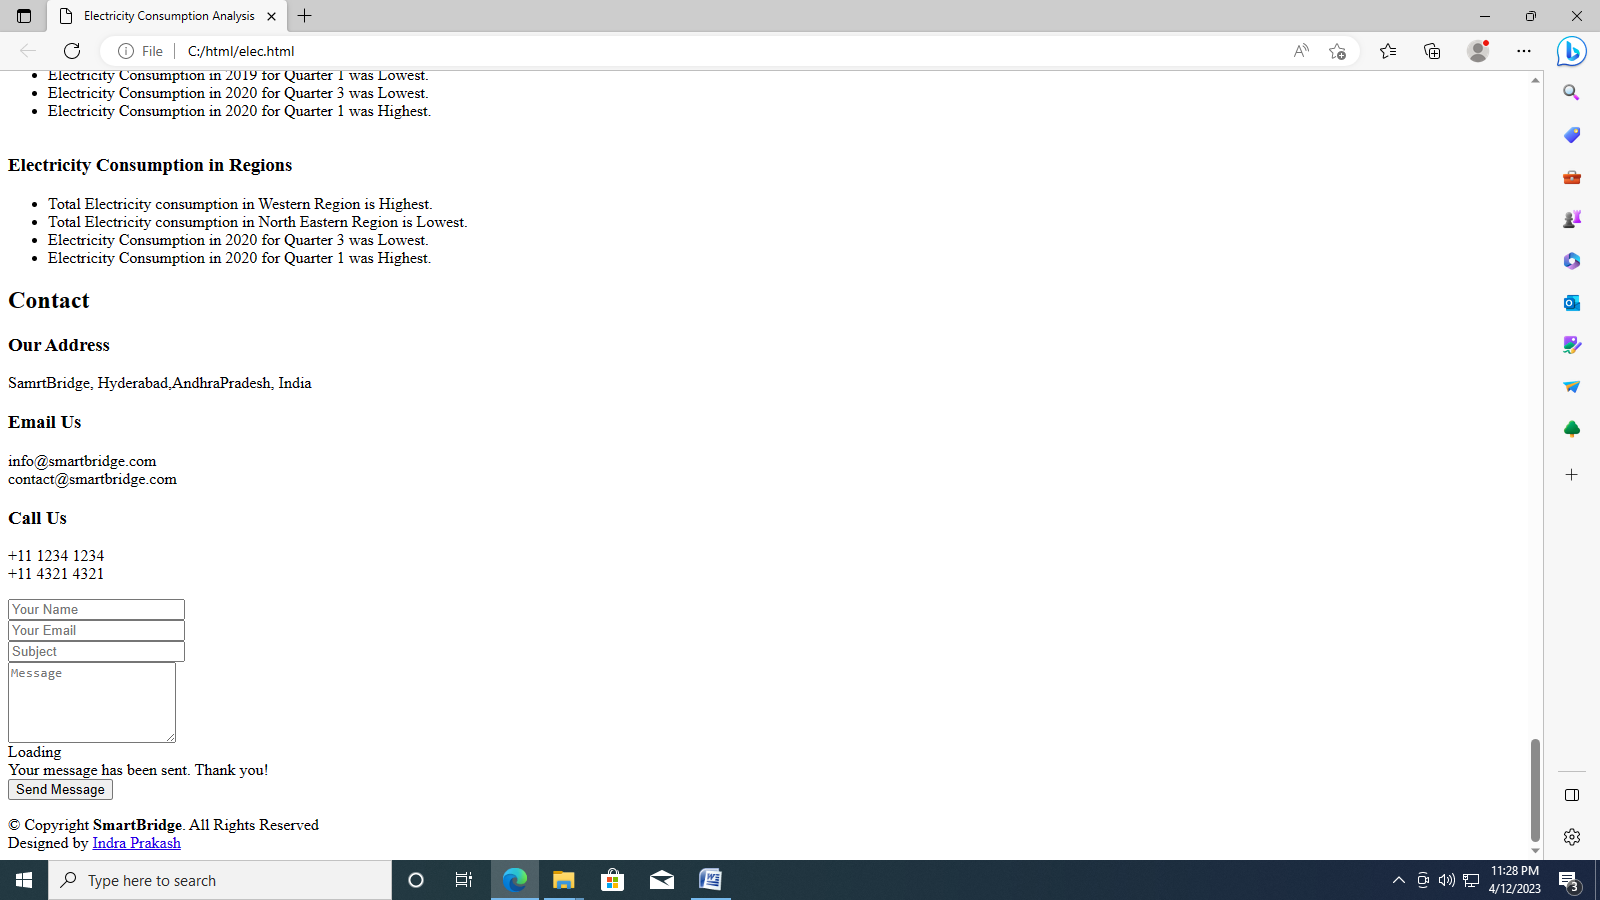 Electricity Consumption Analysis
File
C:/html/elec.html
Electricity Consumption in 2019 for Quarter 1 was Lowest.
Electricity Consumption in 2020 for Quarter 3 was Lowest.
Electricity Consumption in 2020 for Quarter 1 was Highest.
Electricity Consumption in Regions
Total Electricity consumption in Western Region is Highest.
Total Electricity consumption in North Eastern Region is Lowest.
Electricity Consumption in 2020 for Quarter 3 was Lowest.
Electricity Consumption in 2020 for Quarter 1 was Highest.
Contact
Our Address
SamrtBridge, Hyderabad,AndhraPradesh, India
Email Us
info@smartbridge.com
contact@smartbridge.com
Call Us
+11 1234 1234
+11 4321 4321
Your Name
Your Email
Subject
Message
Loading
Your message has been sent. Thank you!
Send Message
© Copyright SmartBridge. All Rights Reserved
Designed by Indra Prakash
Type here to search
11:28 PM
4/12/2023
3